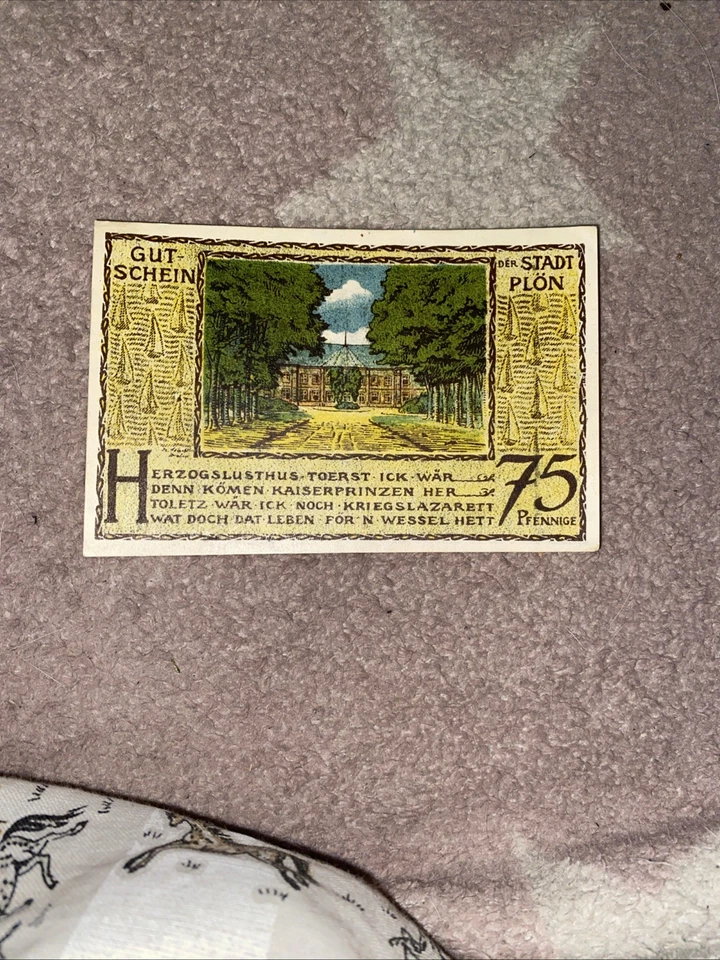 GUT-
SCHEIN
DER STADT
PLÖN
HERZOGSLUSTHUS·TOERST·ICK·WÄR
DENN·KÖMEN·KAISERPRINZEN HER
TOLETZ·WÄR·ICK·NOCH·KRIEGSLAZARETT
WAT DOCH·DAT·LEBEN·FÖR·N·WESSEL HETT
75
PFENNIGE